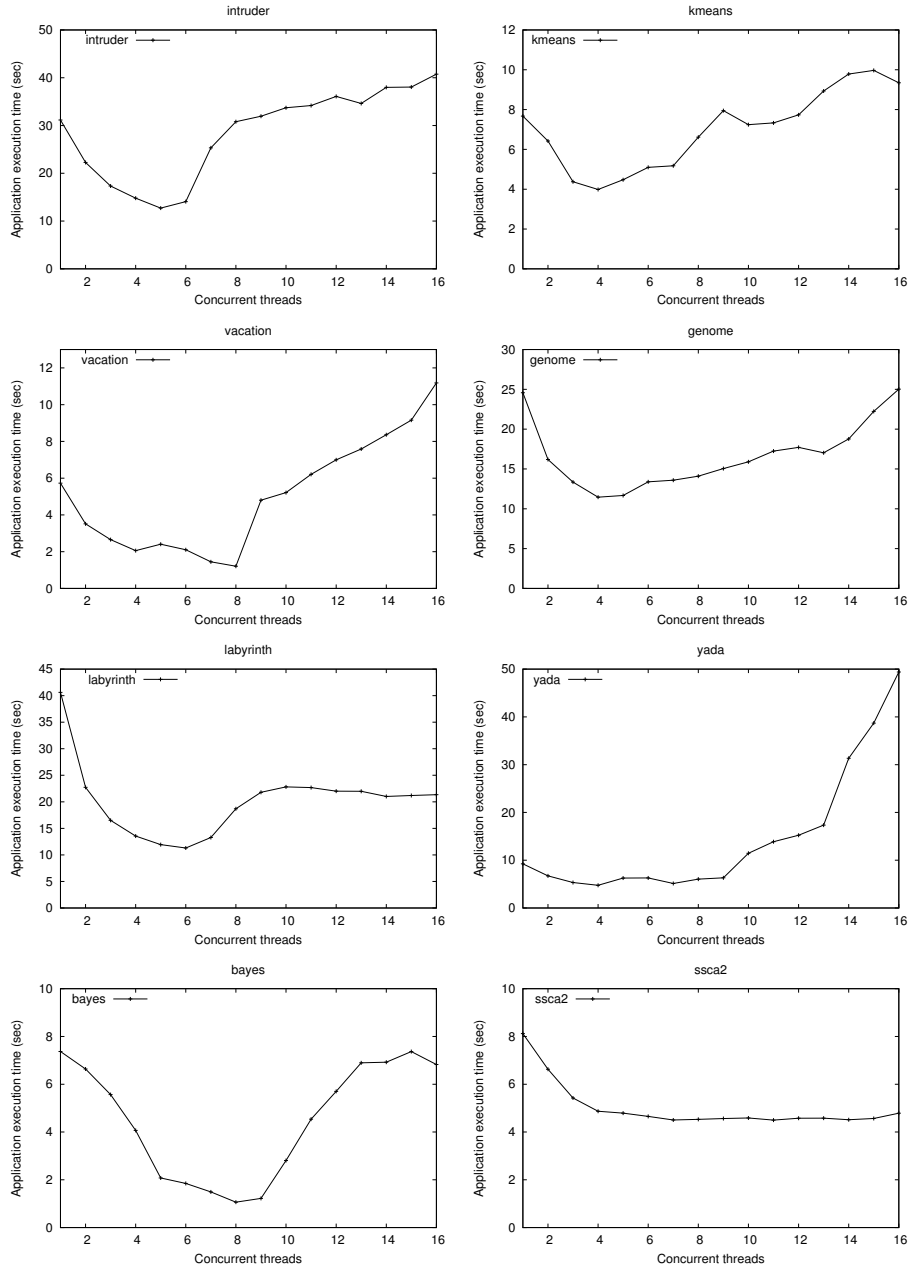 intruder
50
40
30
20
10
0
Application execution time (sec)
intruder
2 4 6 8 10 12 14 16
Concurrent threads
kmeans
12
10
8
6
4
2
0
Application execution time (sec)
kmeans
2 4 6 8 10 12 14 16
Concurrent threads
vacation
12
10
8
6
4
2
0
Application execution time (sec)
vacation
2 4 6 8 10 12 14 16
Concurrent threads
genome
30
25
20
15
10
5
0
Application execution time (sec)
genome
2 4 6 8 10 12 14 16
Concurrent threads
labyrinth
45
40
35
30
25
20
15
10
5
0
Application execution time (sec)
labyrinth
2 4 6 8 10 12 14 16
Concurrent threads
yada
50
40
30
20
10
0
Application execution time (sec)
yada
2 4 6 8 10 12 14 16
Concurrent threads
bayes
10
8
6
4
2
0
Application execution time (sec)
bayes
2 4 6 8 10 12 14 16
Concurrent threads
ssca2
10
8
6
4
2
0
Application execution time (sec)
ssca2
2 4 6 8 10 12 14 16
Concurrent threads